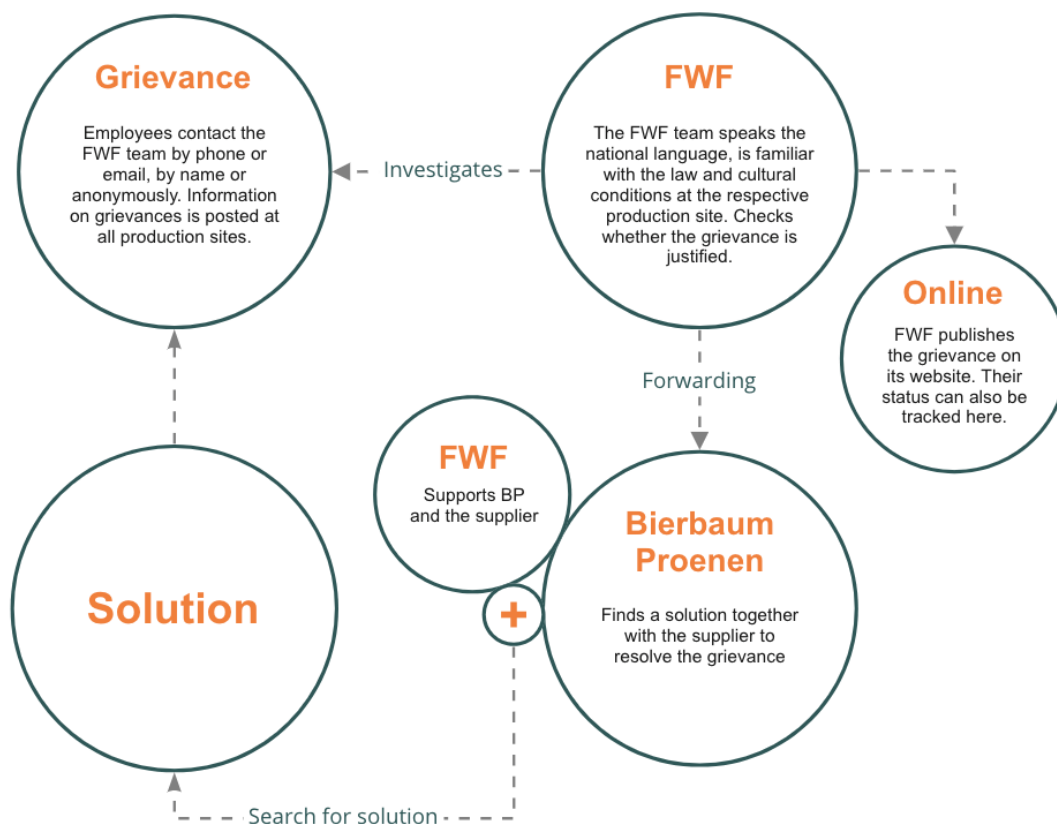 Grievance
Employees contact the
FWF team by phone or
email, by name or
anonymously. Information
on grievances is posted at
all production sites.
Investigates
FWF
The FWF team speaks the
national language, is familiar
with the law and cultural
conditions at the respective
production site. Checks
whether the grievance is
justified.
Online
FWF publishes
the grievance on
its website. Their
status can also be
tracked here.
Forwarding
FWF
Supports BP
and the supplier
+
Bierbaum
Proenen
Finds a solution together
with the supplier to
resolve the grievance
Search for solution
Solution